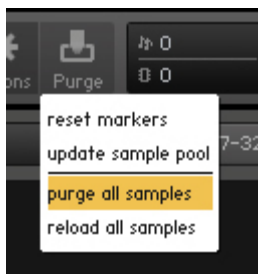 ons Purge
0
0
reset markers
update sample pool
7-32
purge all samples
reload all samples